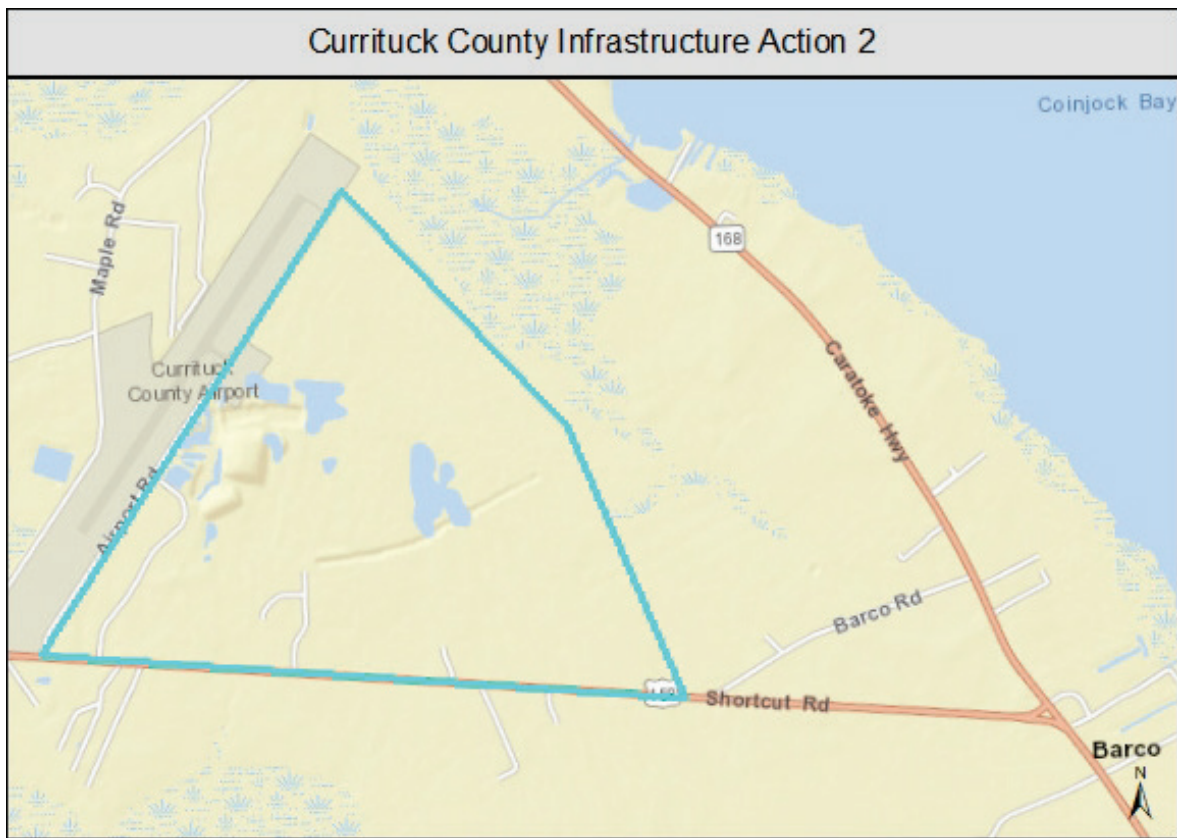 Currituck County Infrastructure Action 2
Coinjock Bay
Maple Rd
168
Caratoke Hwy
Currituck
County Airport
Airport Rd
Barco Rd
Shortcut Rd
Barco
N